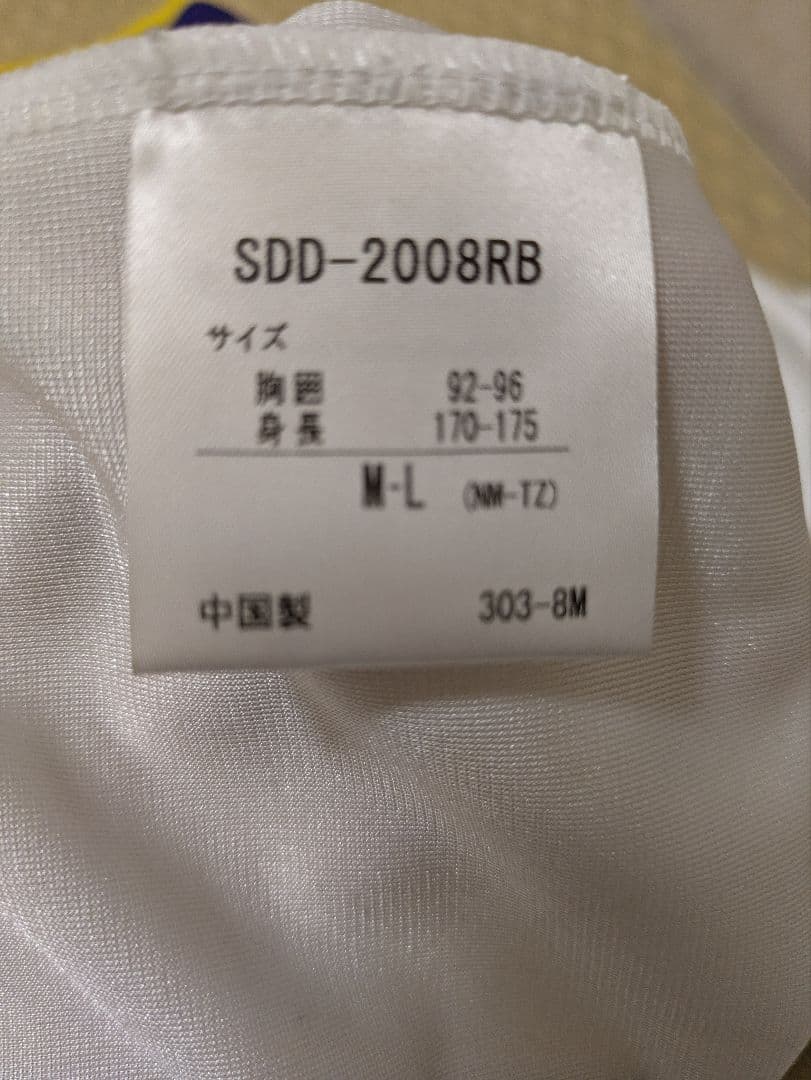 SDD-2008RB
サイズ
胸囲 92-96
身長 170-175
M-L (NM-TZ)
中国製 303-8M